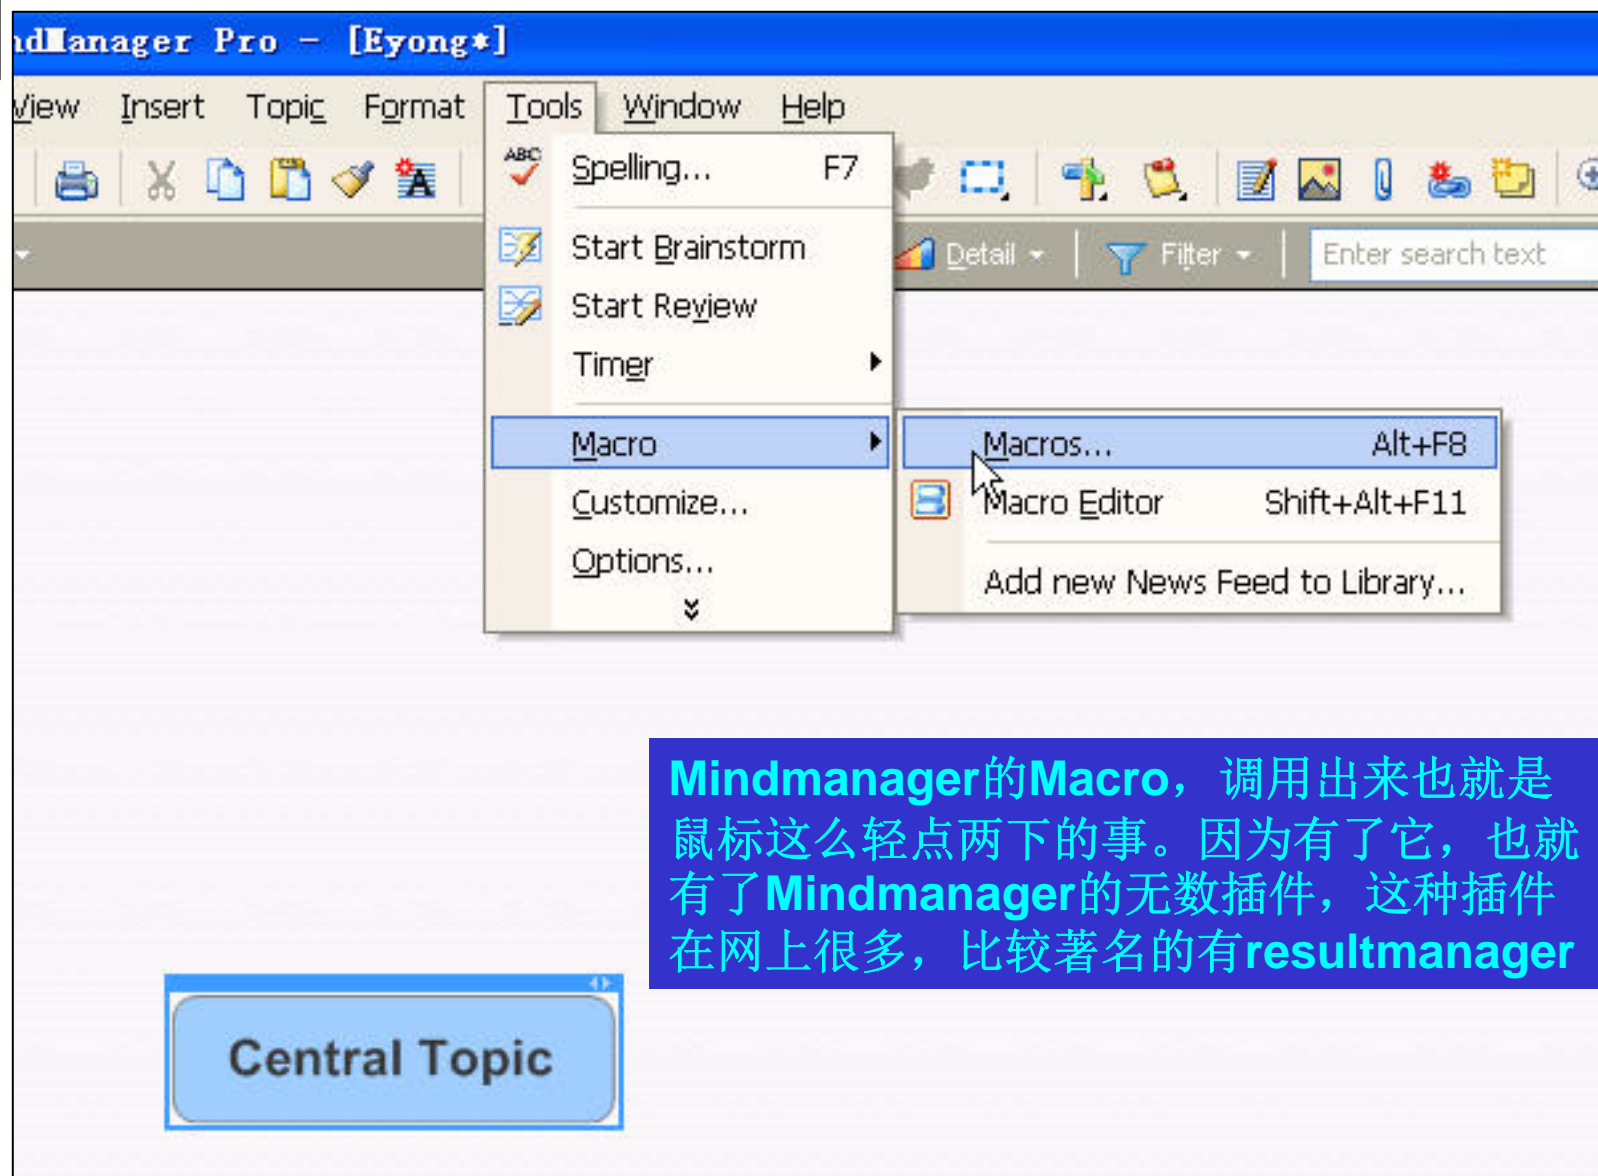 ndManager Pro - [Eyong*]
View Insert Topic Format Tools Window Help
ABC Spelling... F7
Start Brainstorm
Detail Filter Enter search text
Start Review
Timer
Macro
Macros... Alt+F8
Customize...
Macro Editor Shift+Alt+F11
Options...
Add new News Feed to Library...
Mindmanager的Macro，调用出来也就是
鼠标这么轻点两下的事。因为有了它，也就
有了Mindmanager的无数插件，这种插件
在网上很多，比较著名的有resultmanager
Central Topic